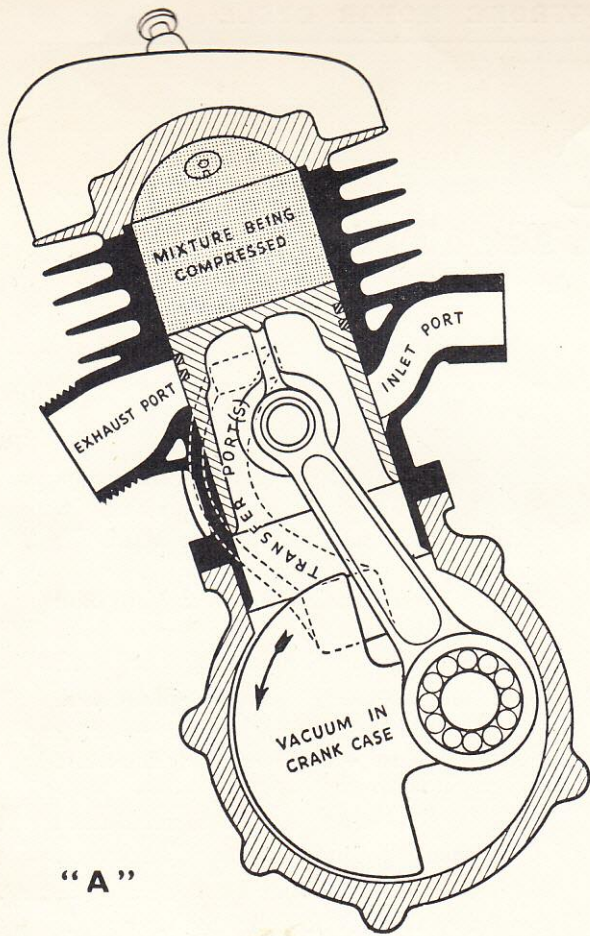 MIXTURE BEING
COMPRESSED
INLET PORT
EXHAUST PORT
TRANSFER PORT(S)
VACUUM IN
CRANK CASE
“A”